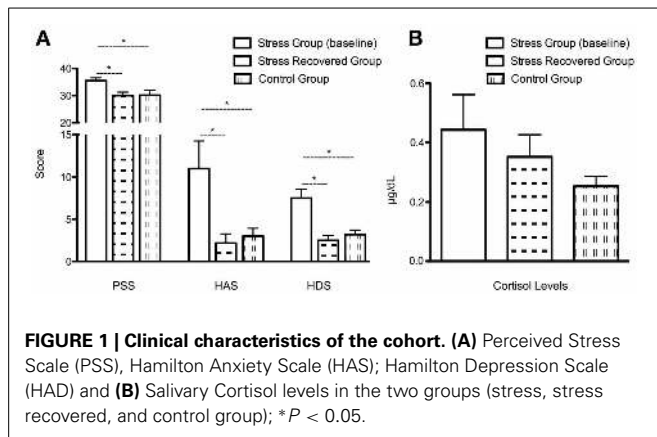 A
*
*
Stress Group (baseline)
Stress Recovered Group
Control Group
40
30
20
15
10
5
0
Score
*
*
*
*
PSS
HAS
HDS
B
Stress Group (baseline)
Stress Recovered Group
Control Group
0.6
0.4
0.2
0.0
µg/dL
Cortisol Levels
FIGURE 1 | Clinical characteristics of the cohort. (A) Perceived Stress
Scale (PSS), Hamilton Anxiety Scale (HAS); Hamilton Depression Scale
(HAD) and (B) Salivary Cortisol levels in the two groups (stress, stress
recovered, and control group); *P < 0.05.